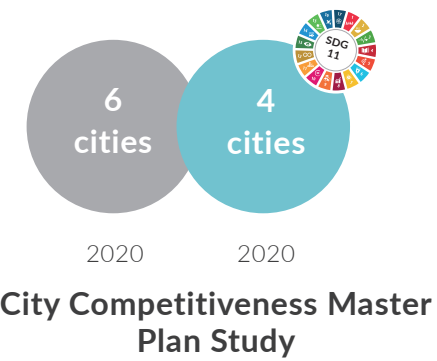 SDG
11
6
cities
4
cities
2020
2020
City Competitiveness Master
Plan Study